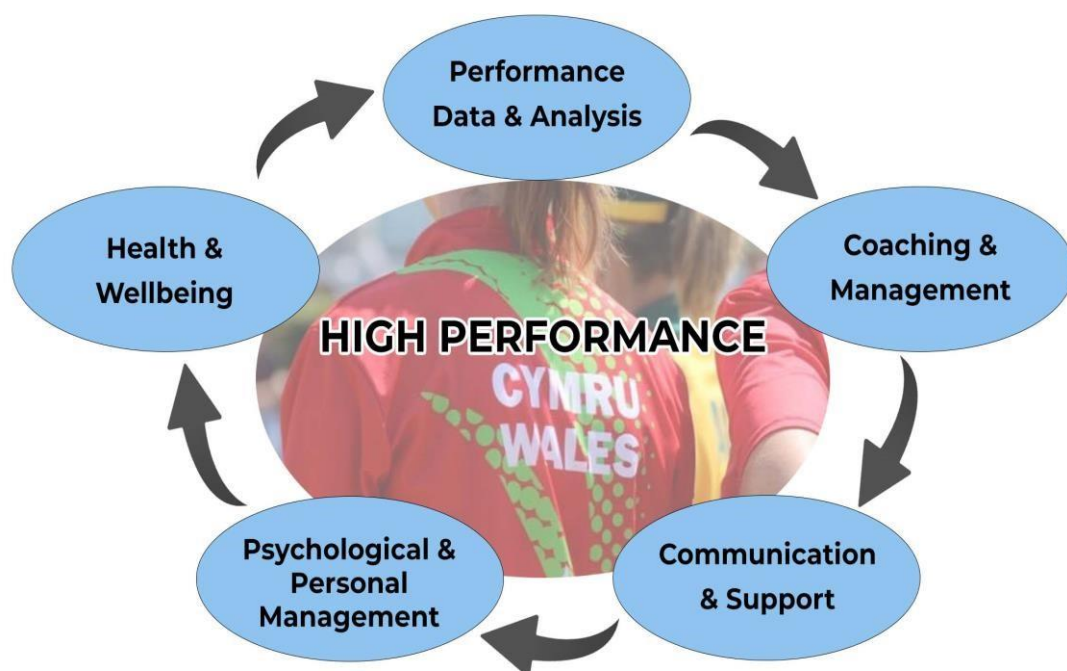 Performance
Data & Analysis
Coaching &
Management
Communication
& Support
Psychological &
Personal
Management
Health &
Wellbeing
HIGH PERFORMANCE
CYMRU
WALES